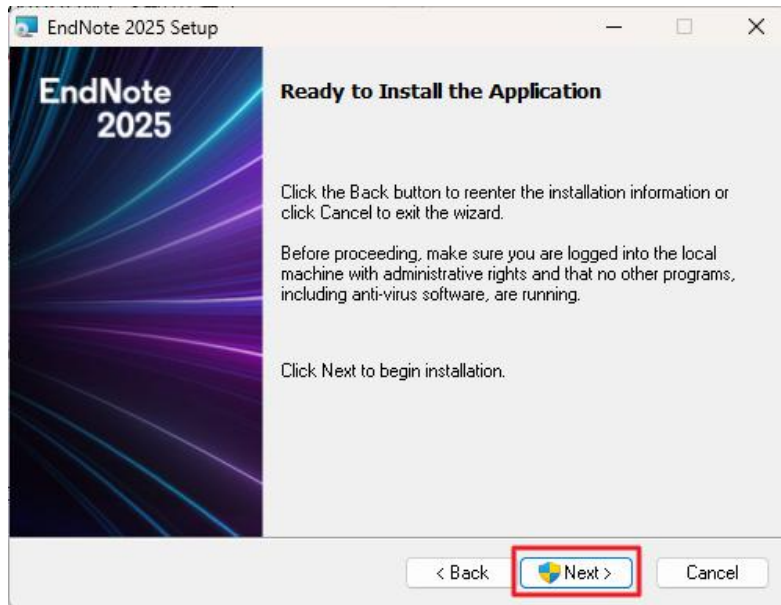 EndNote 2025 Setup
EndNote
2025
Ready to Install the Application
Click the Back button to reenter the installation information or
click Cancel to exit the wizard.
Before proceeding, make sure you are logged into the local
machine with administrative rights and that no other programs,
including anti-virus software, are running.
Click Next to begin installation.
< Back
Next >
Cancel